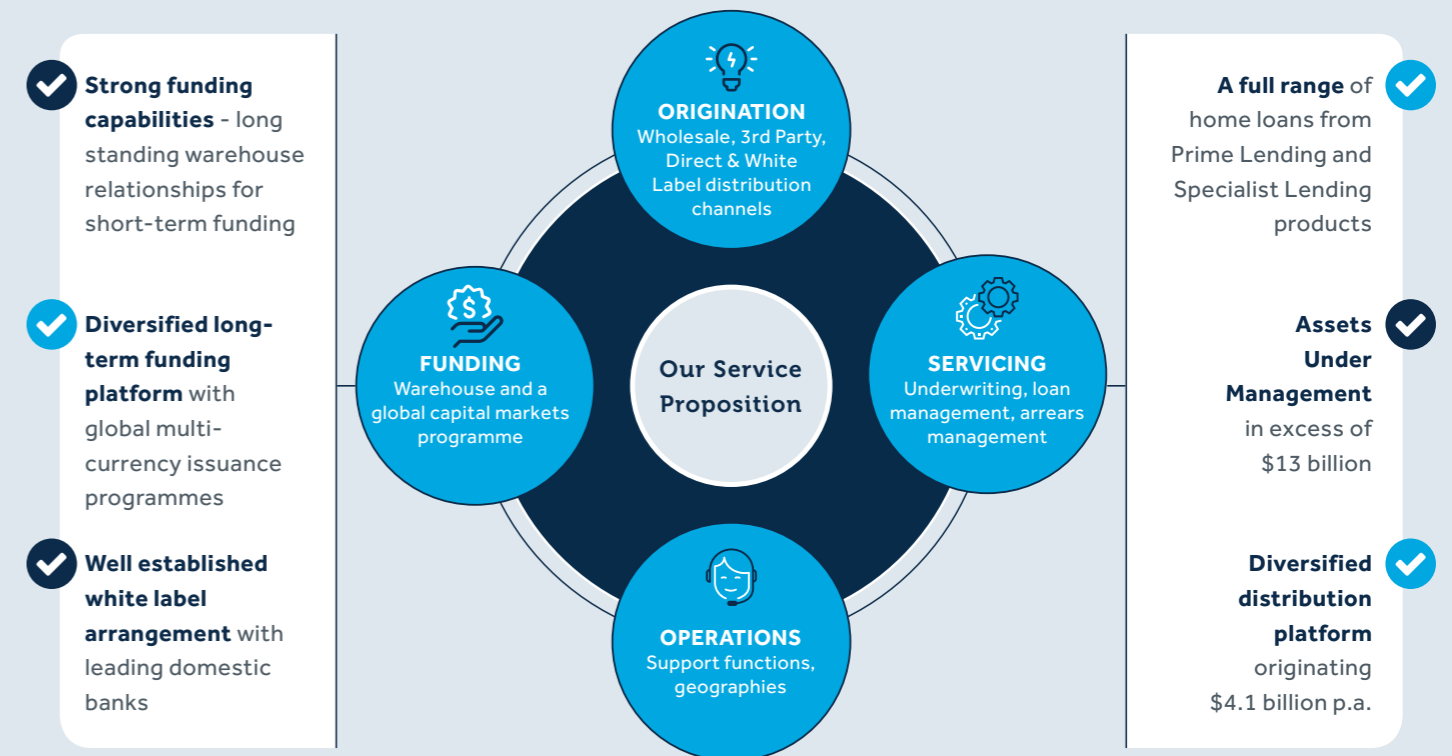 Strong funding
capabilities - long
standing warehouse
relationships for
short-term funding
Diversified long-
term funding
platform with
global multi-
currency issuance
programmes
Well established
white label
arrangement with
leading domestic
banks
ORIGINATION
Wholesale, 3rd Party,
Direct & White
Label distribution
channels
FUNDING
Warehouse and a
global capital markets
programme
Our Service
Proposition
SERVICING
Underwriting, loan
management, arrears
management
OPERATIONS
Support functions,
geographies
A full range of
home loans from
Prime Lending and
Specialist Lending
products
Assets
Under
Management
in excess of
$13 billion
Diversified
distribution
platform
originating
$4.1 billion p.a.